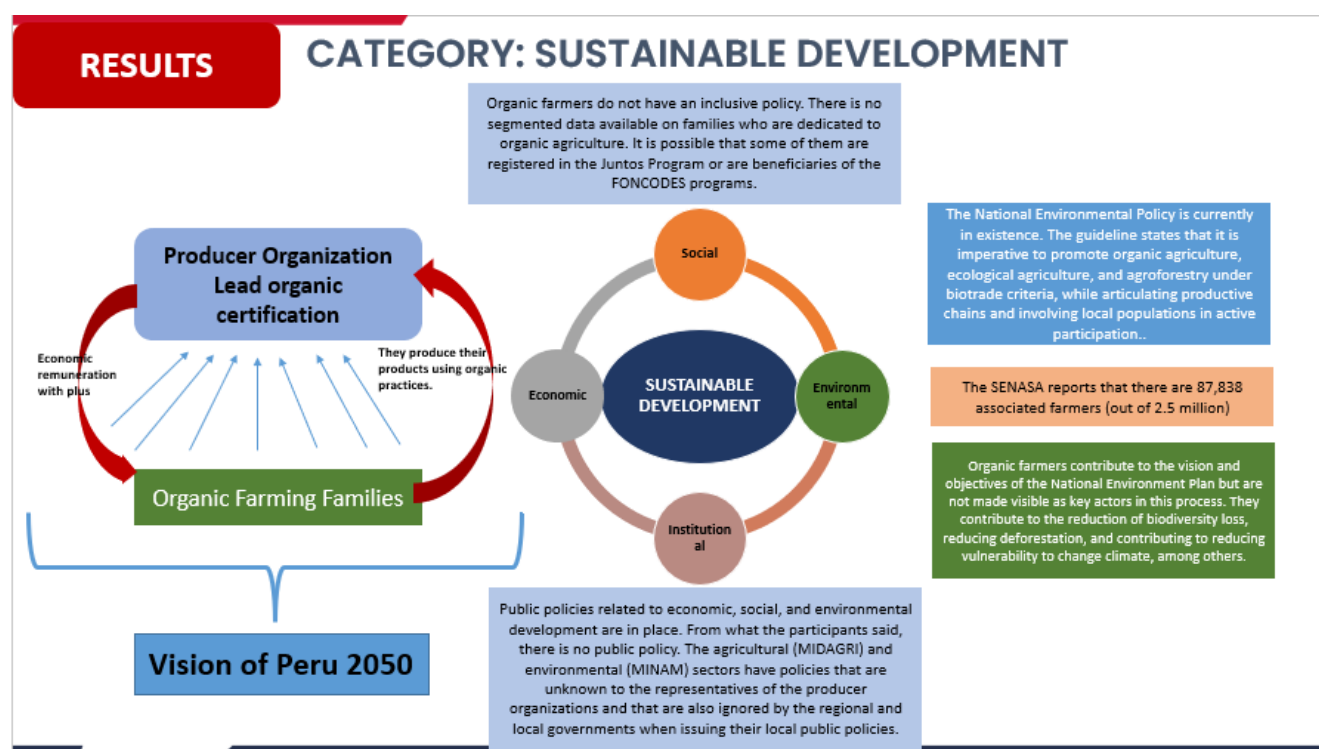 RESULTS
CATEGORY: SUSTAINABLE DEVELOPMENT
Organic farmers do not have an inclusive policy. There is no
segmented data available on families who are dedicated to
organic agriculture. It is possible that some of them are
registered in the Juntos Program or are beneficiaries of the
FONCODES programs.
Producer Organization
Lead organic
certification
Economic
remuneration
with plus
They produce their
products using organic
practices.
Organic Farming Families
Vision of Peru 2050
Social
Economic
SUSTAINABLE
DEVELOPMENT
Environm
ental
Institution
al
The National Environmental Policy is currently
in existence. The guideline states that it is
imperative to promote organic agriculture,
ecological agriculture, and agroforestry under
biotrade criteria, while articulating productive
chains and involving local populations in active
participation..
The SENASA reports that there are 87,838
associated farmers (out of 2.5 million)
Organic farmers contribute to the vision and
objectives of the National Environment Plan but are
not made visible as key actors in this process. They
contribute to the reduction of biodiversity loss,
reducing deforestation, and contributing to reducing
vulnerability to change climate, among others.
Public policies related to economic, social, and environmental
development are in place. From what the participants said,
there is no public policy. The agricultural (MIDAGRI) and
environmental (MINAM) sectors have policies that are
unknown to the representatives of the producer
organizations and that are also ignored by the regional and
local governments when issuing their local public policies.